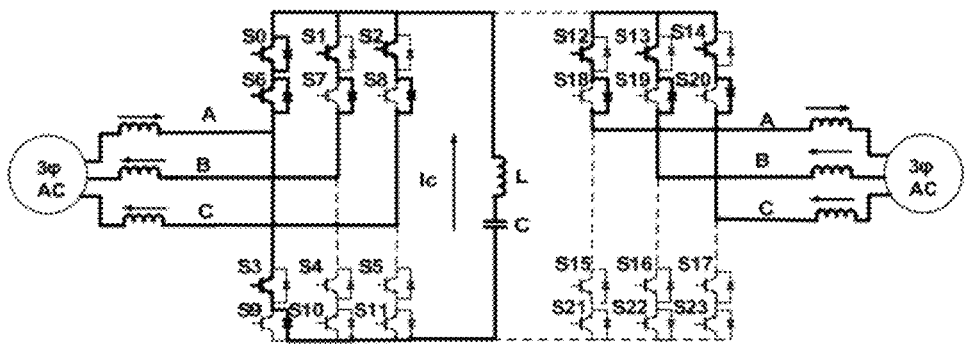 S0 S1 S2 S12 S13 S14
S6 S7 S8 S18 S19 S20
A A
3φ AC B Ic L B 3φ AC
C C C
S3 S4 S5 S15 S16 S17
S9 S10 S11 S21 S22 S23